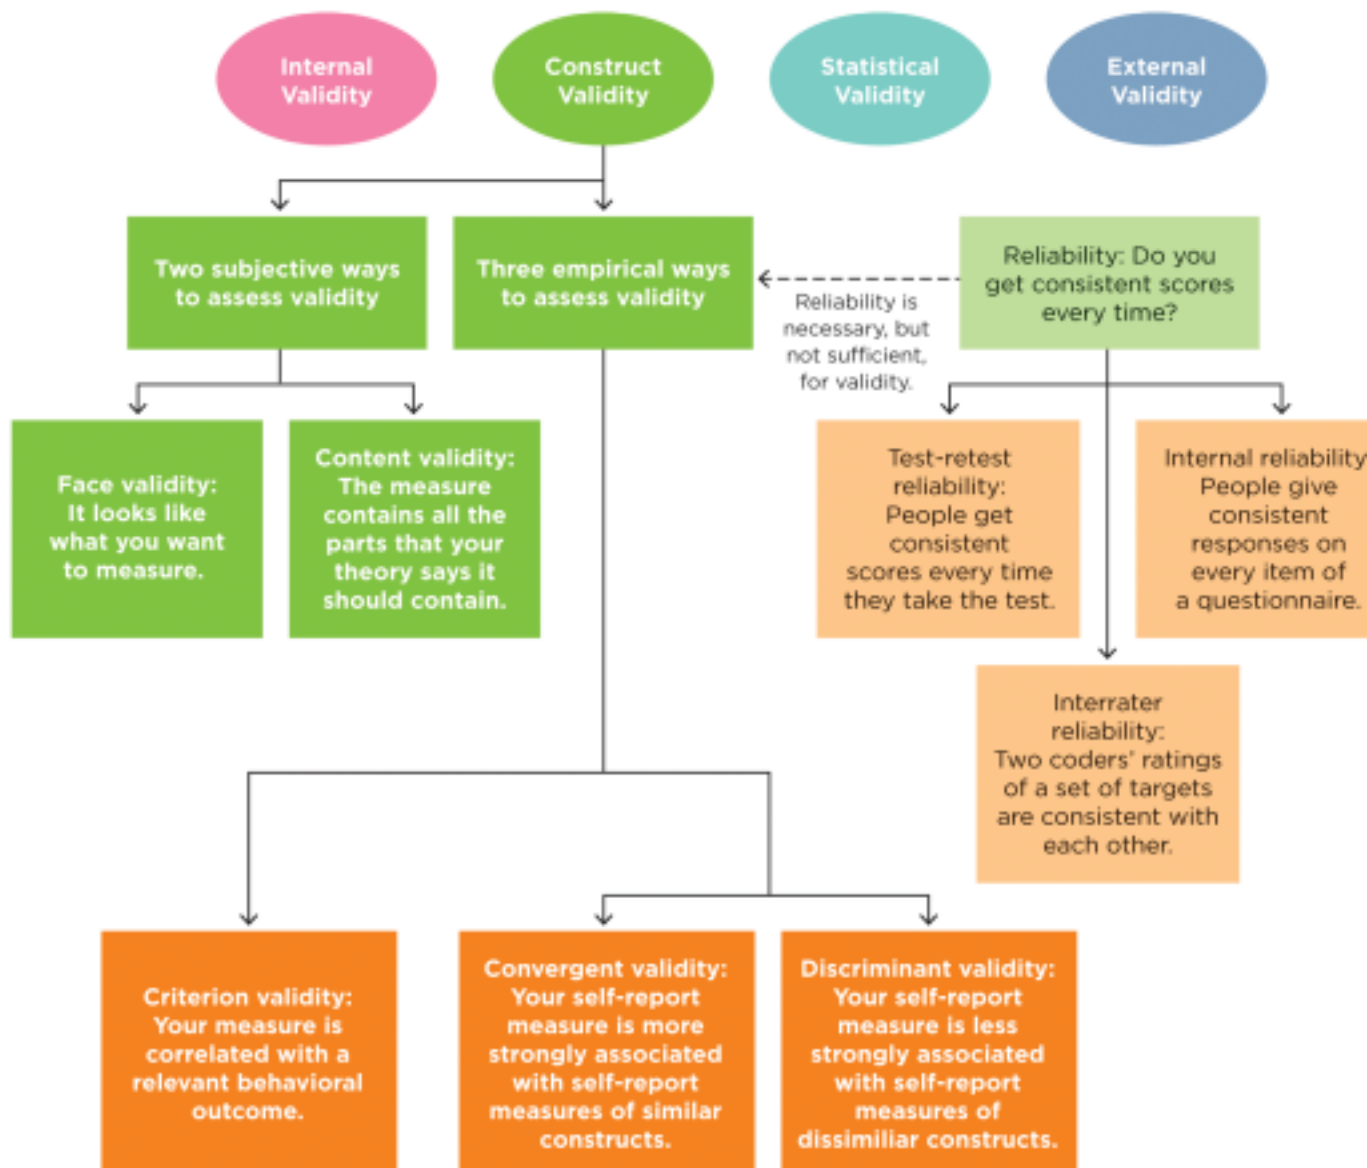 Internal
Validity
Construct
Validity
Statistical
Validity
External
Validity
Two subjective ways
to assess validity
Three empirical ways
to assess validity
Reliability is
necessary, but
not sufficient,
for validity.
Reliability: Do you
get consistent scores
every time?
Face validity:
It looks like
what you want
to measure.
Content validity:
The measure
contains all the
parts that your
theory says it
should contain.
Test-retest
reliability:
People get
consistent
scores every time
they take the test.
Internal reliability
People give
consistent
responses on
every item of
a questionnaire.
Interrater
reliability:
Two coders’ ratings
of a set of targets
are consistent with
each other.
Criterion validity:
Your measure is
correlated with a
relevant behavioral
outcome.
Convergent validity:
Your self-report
measure is more
strongly associated
with self-report
measures of similar
constructs.
Discriminant validity:
Your self-report
measure is less
strongly associated
with self-report
measures of
dissimiliar constructs.